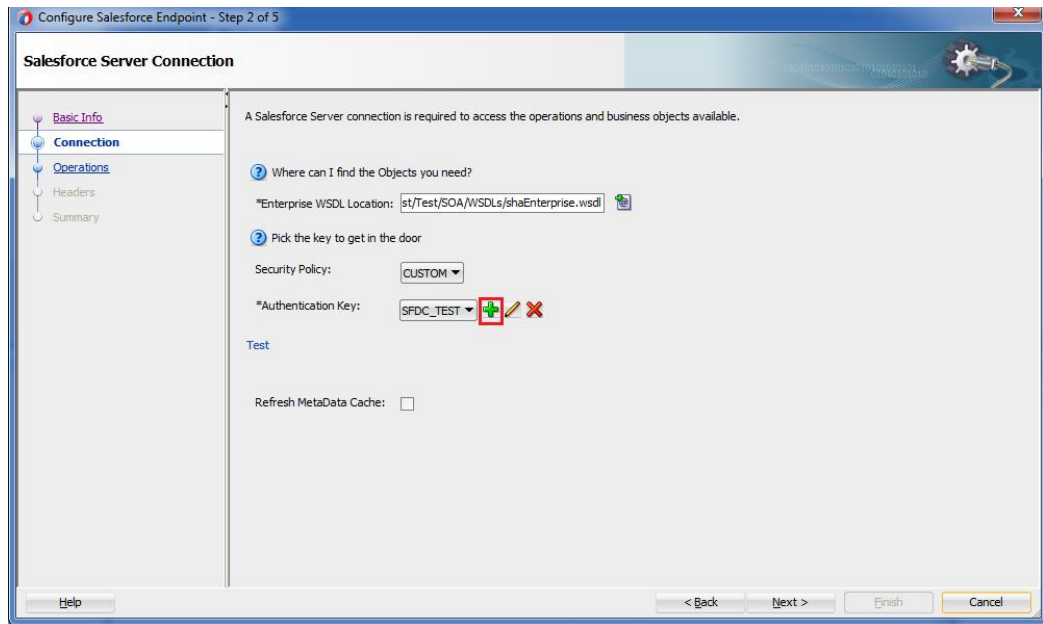 Configure Salesforce Endpoint - Step 2 of 5
Salesforce Server Connection
Basic Info
Connection
Operations
Headers
Summary
A Salesforce Server connection is required to access the operations and business objects available.
Where can I find the Objects you need?
*Enterprise WSDL Location: st/Test/SOA/WSDLs/shaEnterprise.wsdl
Pick the key to get in the door
Security Policy: CUSTOM
*Authentication Key: SFDC_TEST
Test
Refresh MetaData Cache:
Help < Back Next > Finish Cancel